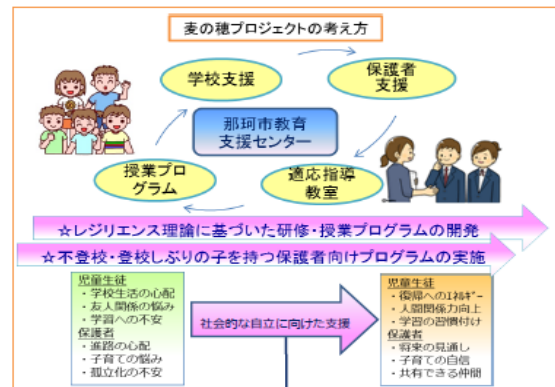 麦の穂プロジェクトの考え方
学校支援
保護者
支援
那珂市教育
支援センター
授業プロ
グラム
適応指導
教室
☆レジリエンス理論に基づいた研修・授業プログラムの開発
☆不登校・登校しぶりの子を持つ保護者向けプログラムの実施
児童生徒
・学校生活の心配
・友人関係の悩み
・学習への不安
保護者
・進路の心配
・子育ての悩み
・孤立化の不安
社会的な自立に向けた支援
児童生徒
・復帰へのエネルギー
・人間関係力向上
・学習の習慣付け
保護者
・将来の見通し
・子育ての自信
・共有できる仲間